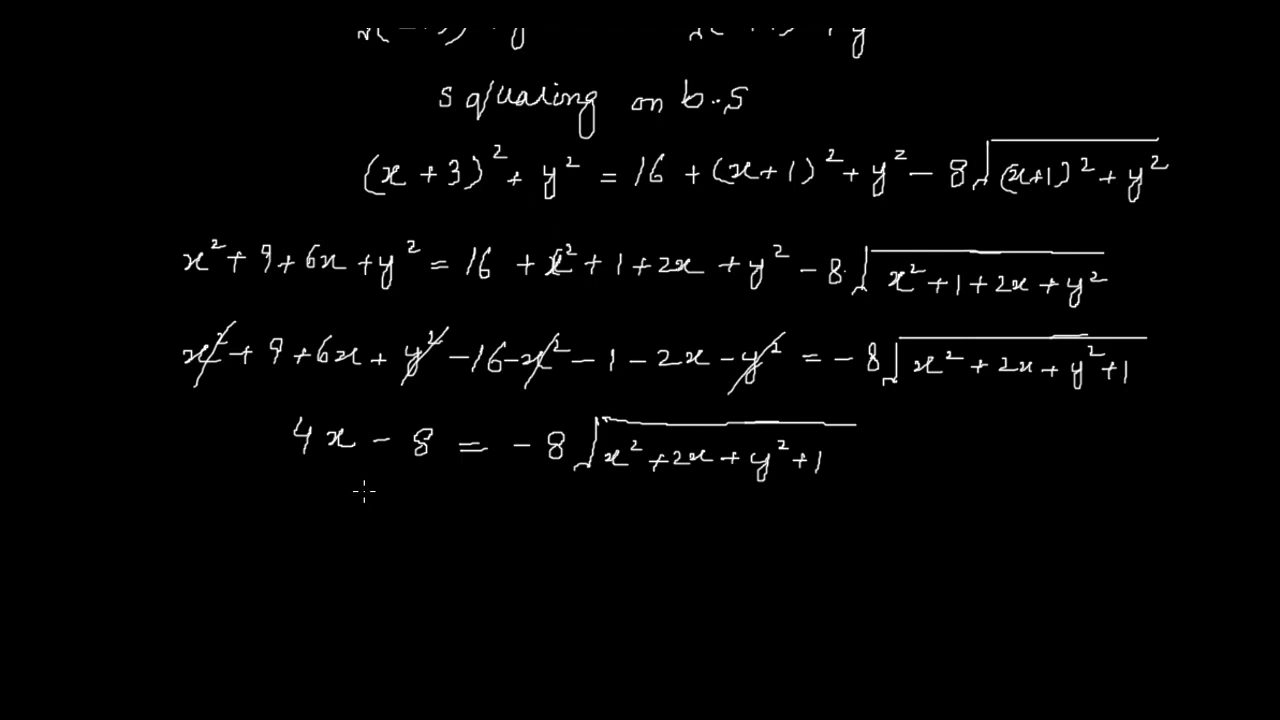 squaring on b.s
(x + 3)² + y² = 16 + (x+1)² + y² - 8√((x+1)² + y²)
x² + 9 + 6x + y² = 16 + x² + 1 + 2x + y² - 8√(x² + 1 + 2x + y²)
x² + 9 + 6x + y² - 16 - x² - 1 - 2x - y² = - 8√(x² + 2x + y² + 1)
4x - 8 = - 8√(x² + 2x + y² + 1)